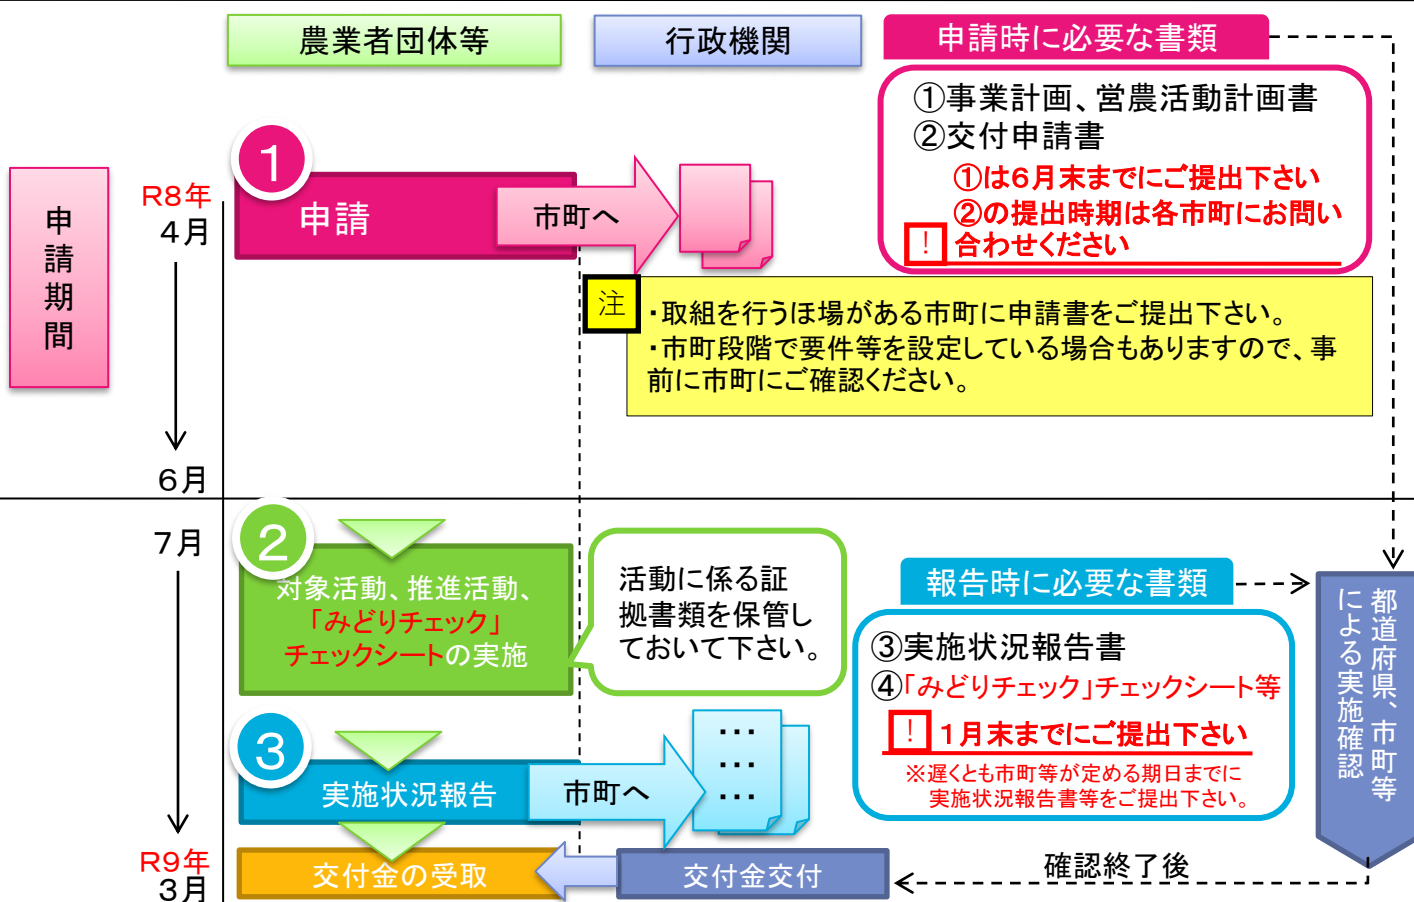 農業者団体等
行政機関
申請時に必要な書類
①事業計画、営農活動計画書
②交付申請書
①は6月末までにご提出下さい
②の提出時期は各市町にお問い
合わせください
!
申請期間
R8年
4月
6月
1
申請
市町へ
注
・取組を行うほ場がある市町に申請書をご提出下さい。
・市町段階で要件等を設定している場合もありますので、事
前に市町にご確認ください。
7月
2
対象活動、推進活動、
「みどりチェック」
チェックシートの実施
活動に係る証
拠書類を保管し
ておいて下さい。
報告時に必要な書類
③実施状況報告書
④「みどりチェック」チェックシート等
!
1月末までにご提出下さい
※遅くとも市町等が定める期日までに
実施状況報告書等をご提出下さい。
都道府県、市町等
による実施確認
3
実施状況報告
市町へ
…
…
…
R9年
3月
交付金の受取
交付金交付
確認終了後